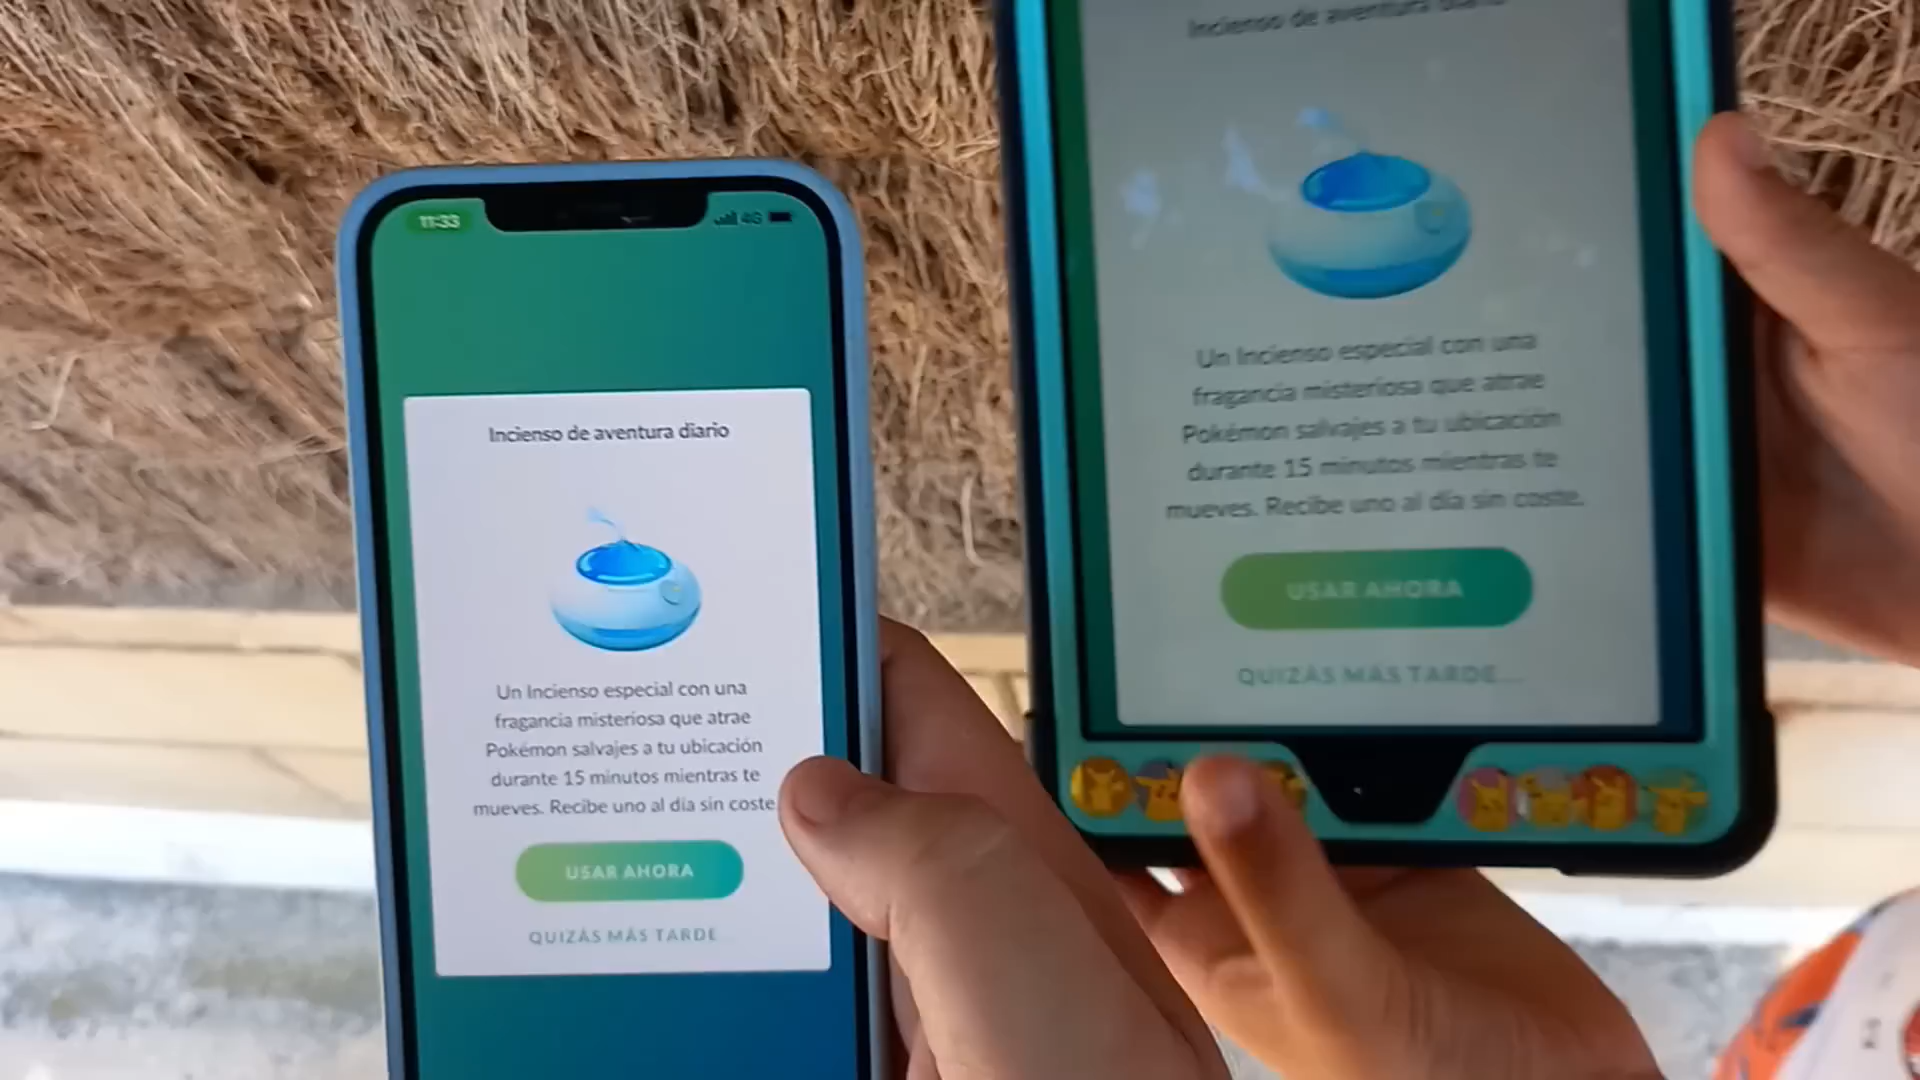 11:33
4G
Incienso de aventura diario
Un Incienso especial con una
fragancia misteriosa que atrae
Pokémon salvajes a tu ubicación
durante 15 minutos mientras te
mueves. Recibe uno al día sin coste
USAR AHORA
QUIZÁS MÁS TARDE...
Incienso de aventura diario
Un Incienso especial con una
fragancia misteriosa que atrae
Pokémon salvajes a tu ubicación
durante 15 minutos mientras te
mueves. Recibe uno al día sin coste.
USAR AHORA
QUIZÁS MÁS TARDE...